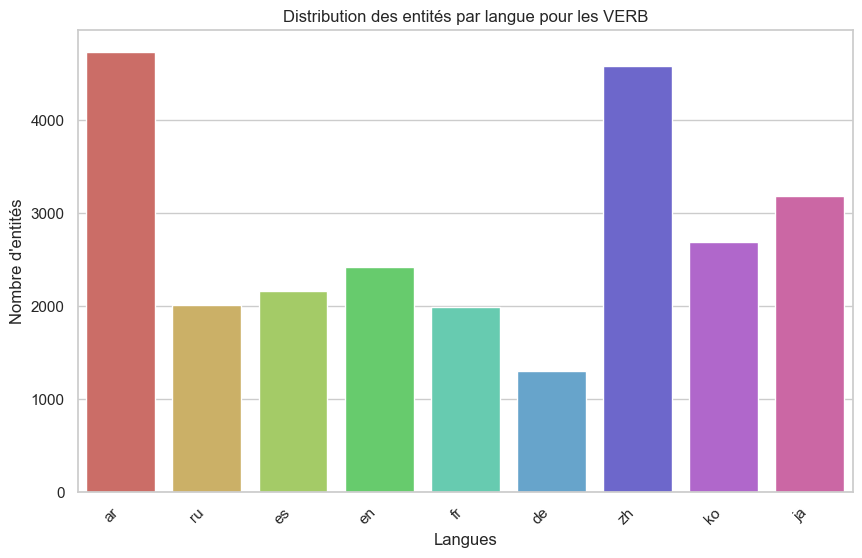 Distribution des entités par langue pour les VERB
Nombre d'entités
4000
3000
2000
1000
0
ar
ru
es
en
fr
de
zh
ko
ja
Langues